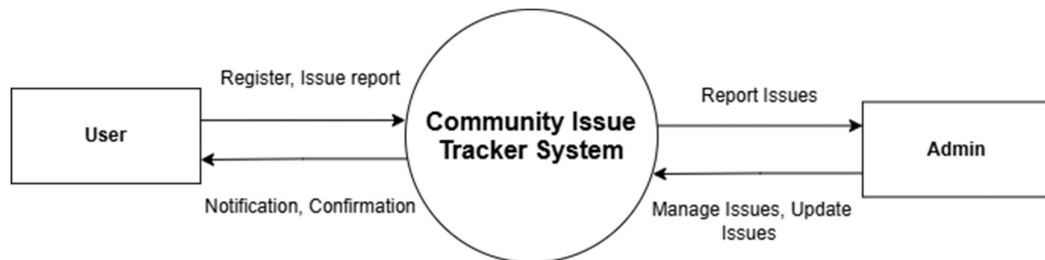 Register, Issue report
User
Notification, Confirmation
Community Issue
Tracker System
Report Issues
Admin
Manage Issues, Update
Issues